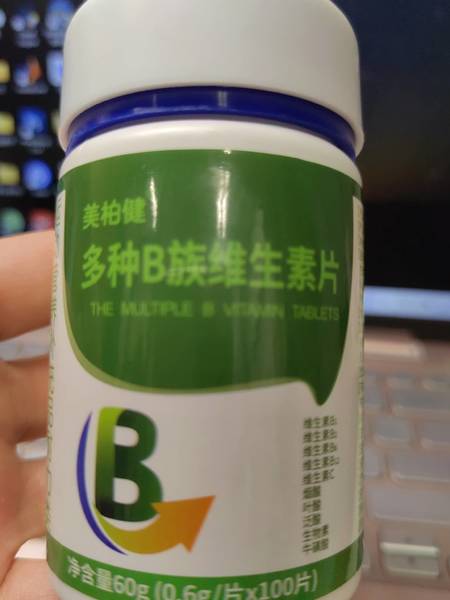 美柏健
多种B族维生素片
THE MULTIPLE B VITAMIN TABLETS
B
维生素B₁
维生素B₂
维生素B₆
维生素B₁₂
维生素C
烟酸
叶酸
泛酸
生物素
牛磺酸
净含量60g (0.6g/片x100片)